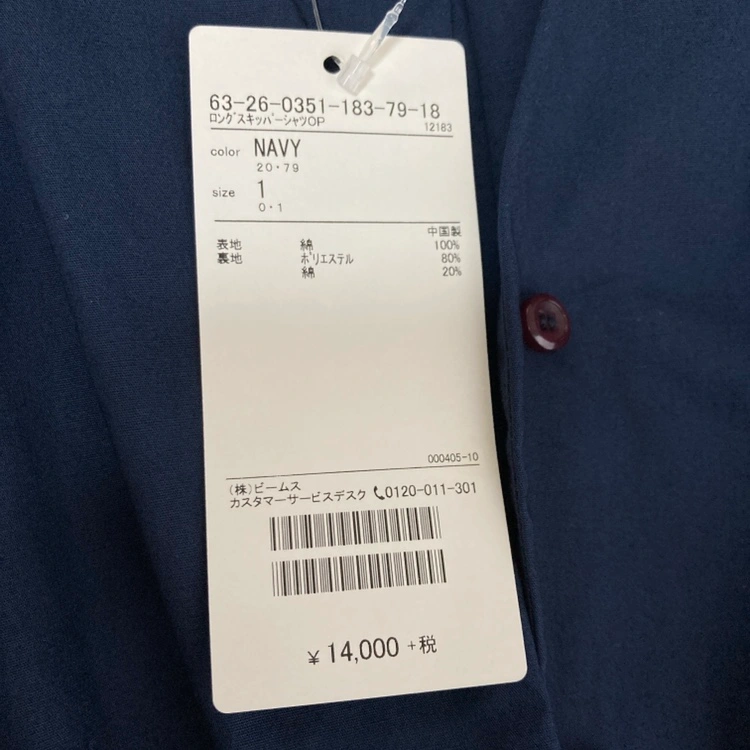 63-26-0351-183-79-18
ロングスキッパーシャツOP
12183
color NAVY
20・79
size 1
0・1
中国製
表地 綿 100%
裏地 ポリエステル 80%
綿 20%
000405-10
(株)ビームス
カスタマーサービスデスク 0120-011-301
¥ 14,000 +税